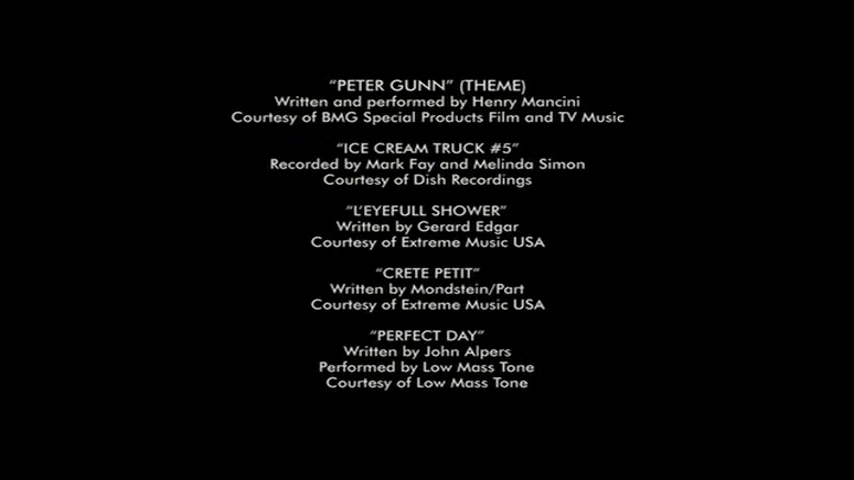 “PETER GUNN” (THEME)
Written and performed by Henry Mancini
Courtesy of BMG Special Products Film and TV Music
“ICE CREAM TRUCK #5”
Recorded by Mark Fay and Melinda Simon
Courtesy of Dish Recordings
“L’EYEFULL SHOWER”
Written by Gerard Edgar
Courtesy of Extreme Music USA
“CRETE PETIT”
Written by Mondstein/Part
Courtesy of Extreme Music USA
“PERFECT DAY”
Written by John Alpers
Performed by Low Mass Tone
Courtesy of Low Mass Tone